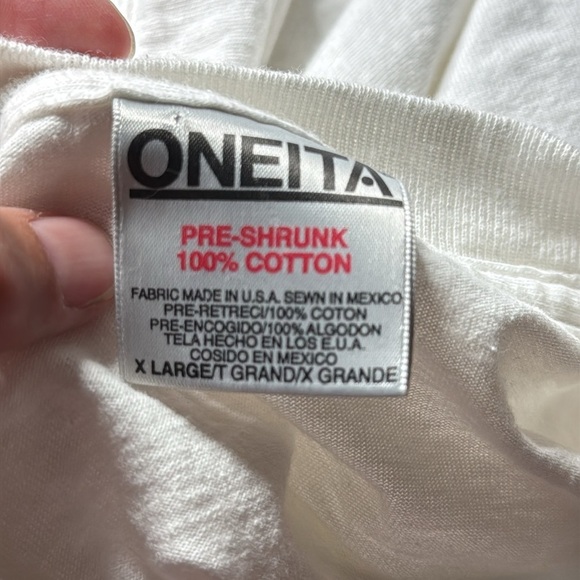 ONEITA
PRE-SHRUNK
100% COTTON
FABRIC MADE IN U.S.A. SEWN IN MEXICO
PRE-RETRECI/100% COTON
PRE-ENCOGIDO/100% ALGODON
TELA HECHO EN LOS E.U.A.
COSIDO EN MEXICO
X LARGE/T GRAND/X GRANDE